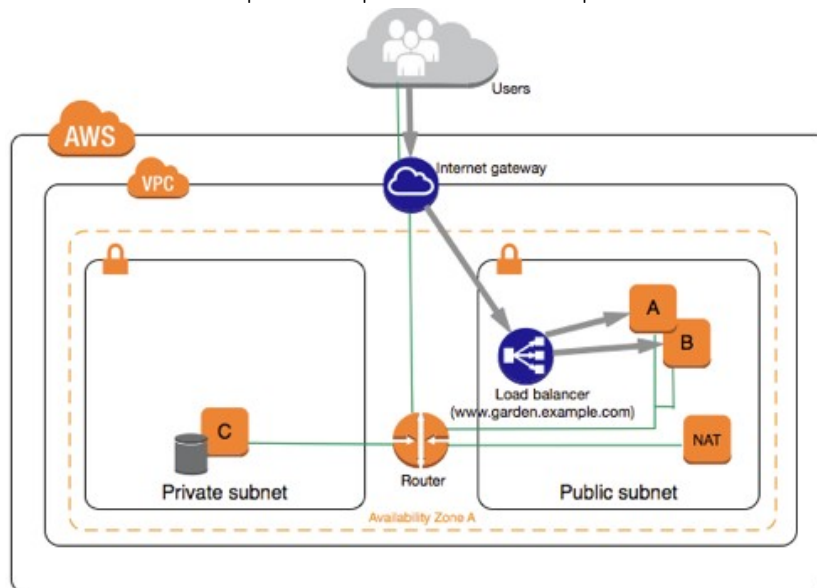 Users
AWS
Internet gateway
VPC
A
B
Load balancer
(www.garden.example.com)
C
NAT
Router
Private subnet
Public subnet
Availability Zone A